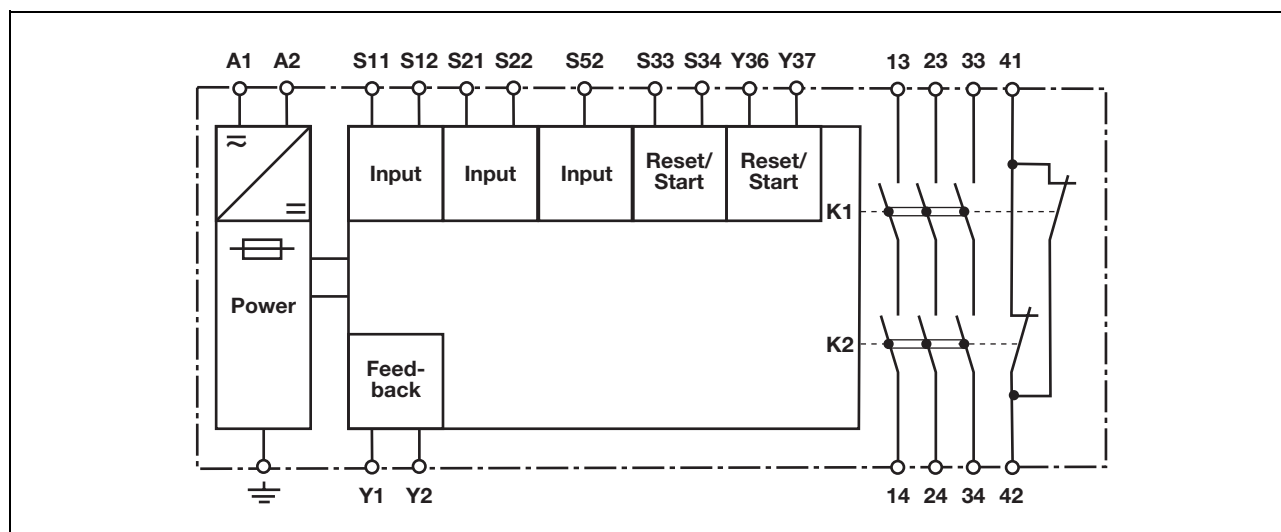 A1 A2 S11 S12 S21 S22 S52 S33 S34 Y36 Y37 13 23 33 41
Input Input Input Reset/ Start Reset/ Start
K1
Power
K2
Feed-
back
Y1 Y2 14 24 34 42